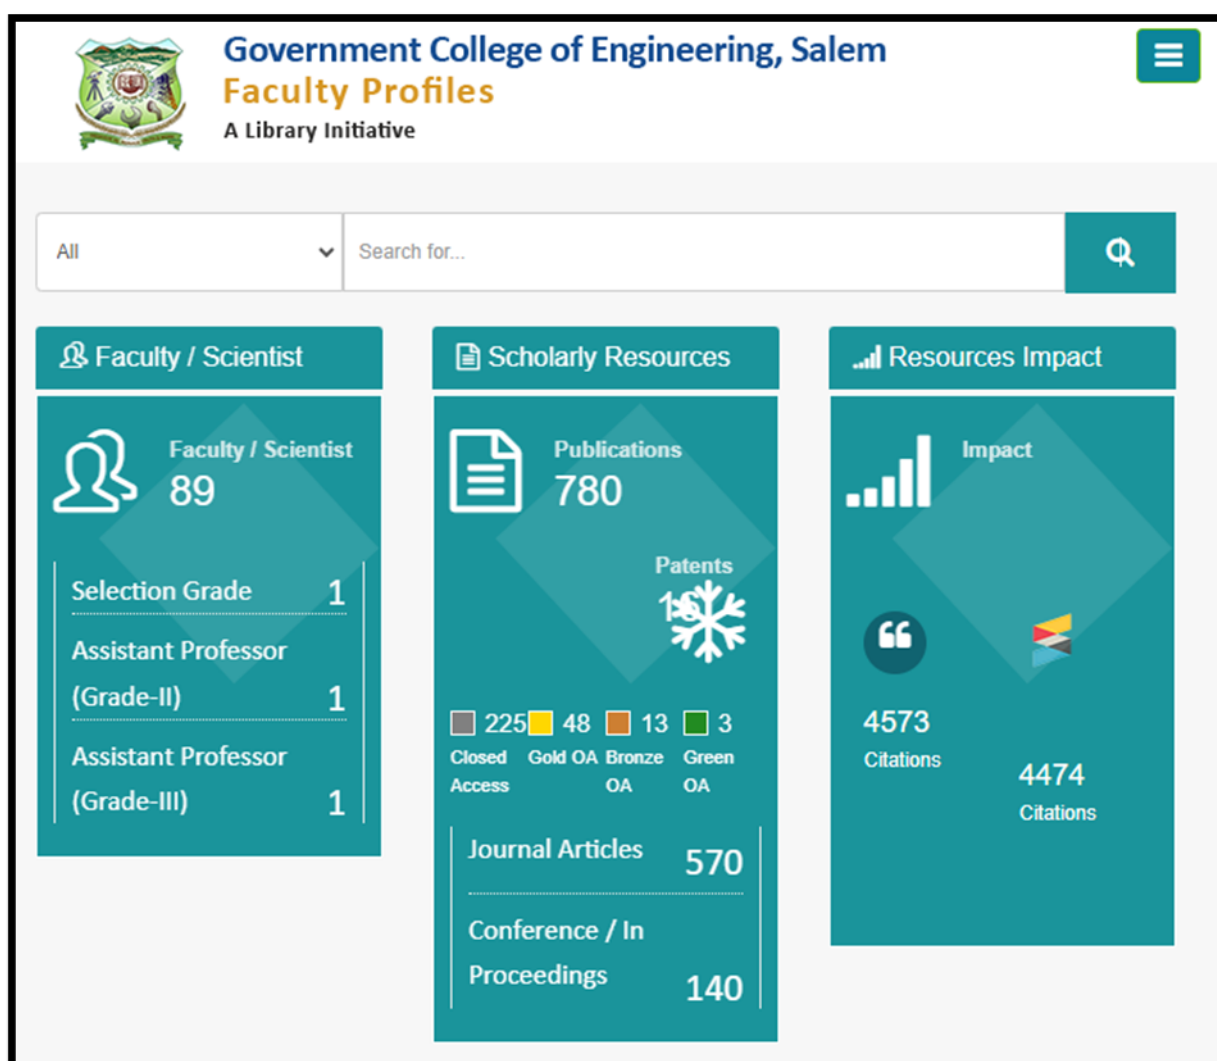 Government College of Engineering, Salem
Faculty Profiles
A Library Initiative
All
Search for...
Faculty / Scientist
Faculty / Scientist
89
Selection Grade 1
Assistant Professor
(Grade-II) 1
Assistant Professor
(Grade-III) 1
Scholarly Resources
Publications
780
Patents
225 48 13 3
Closed Gold OA Bronze Green
Access OA OA
Journal Articles 570
Conference / In
Proceedings 140
Resources Impact
Impact
4573
Citations
4474
Citations